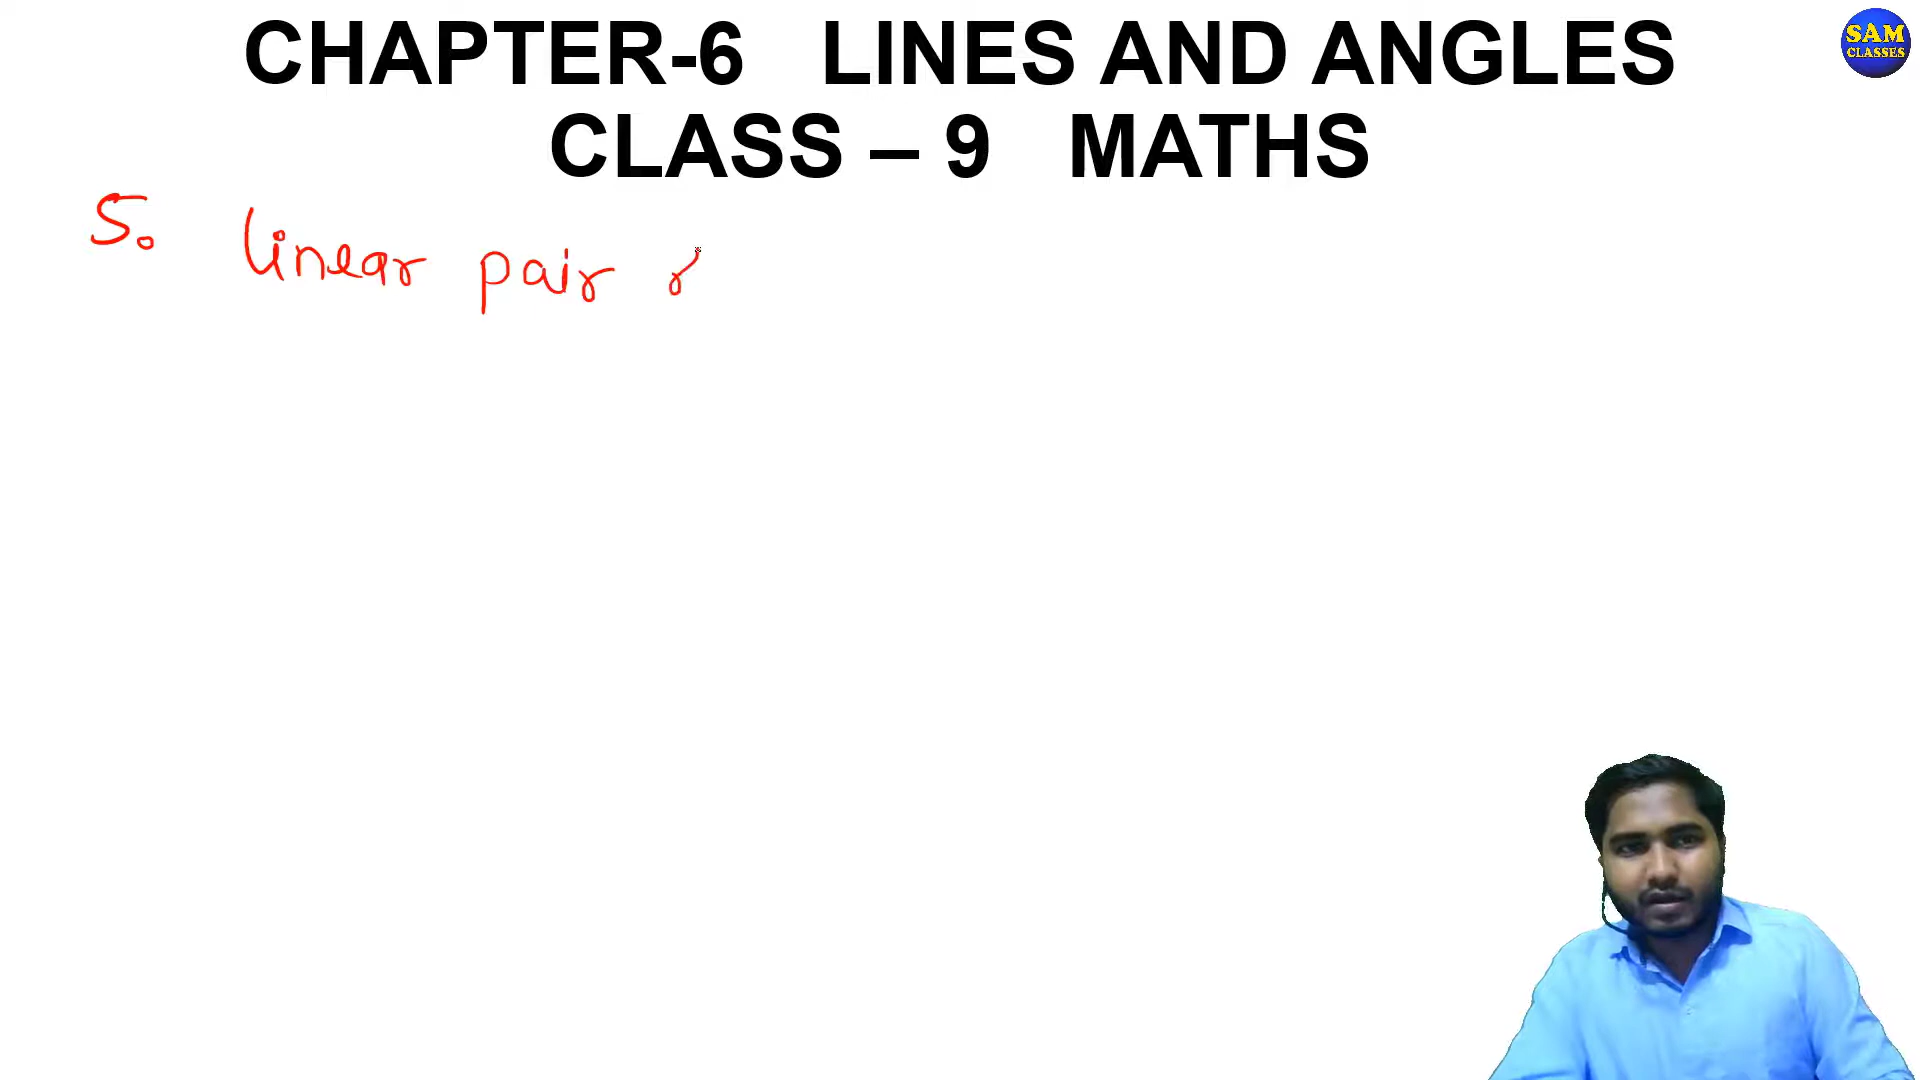 CHAPTER-6 LINES AND ANGLES
CLASS – 9 MATHS
SAM
CLASSES
5. Linear pair